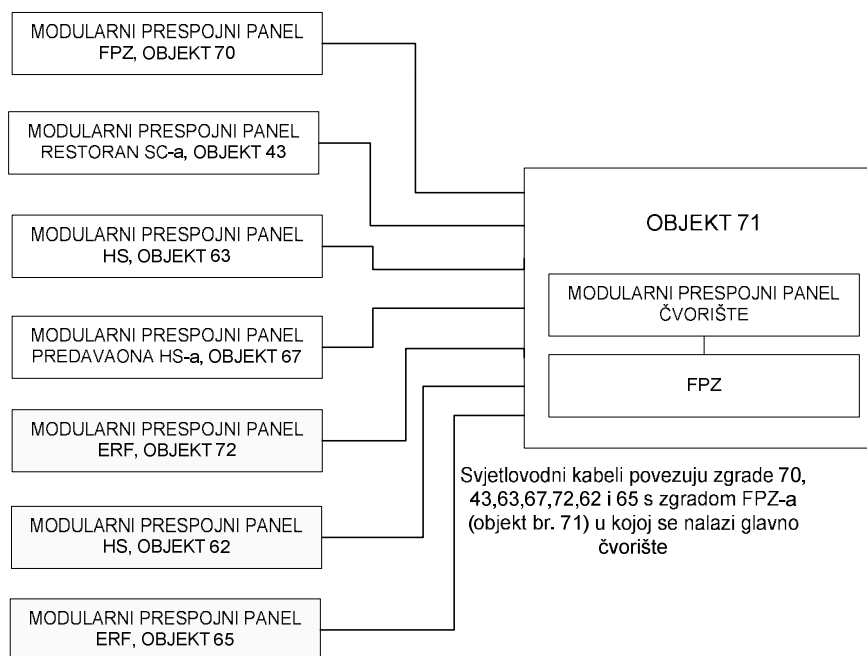 MODULARNI PRESPOJNI PANEL
FPZ, OBJEKT 70
MODULARNI PRESPOJNI PANEL
RESTORAN SC-a, OBJEKT 43
MODULARNI PRESPOJNI PANEL
HS, OBJEKT 63
MODULARNI PRESPOJNI PANEL
PREDAVAONA HS-a, OBJEKT 67
MODULARNI PRESPOJNI PANEL
ERF, OBJEKT 72
MODULARNI PRESPOJNI PANEL
HS, OBJEKT 62
MODULARNI PRESPOJNI PANEL
ERF, OBJEKT 65
OBJEKT 71
MODULARNI PRESPOJNI PANEL
ČVORIŠTE
FPZ
Svjetlovodni kabeli povezuju zgrade 70,
43,63,67,72,62 i 65 s zgradom FPZ-a
(objekt br. 71) u kojoj se nalazi glavno
čvorište